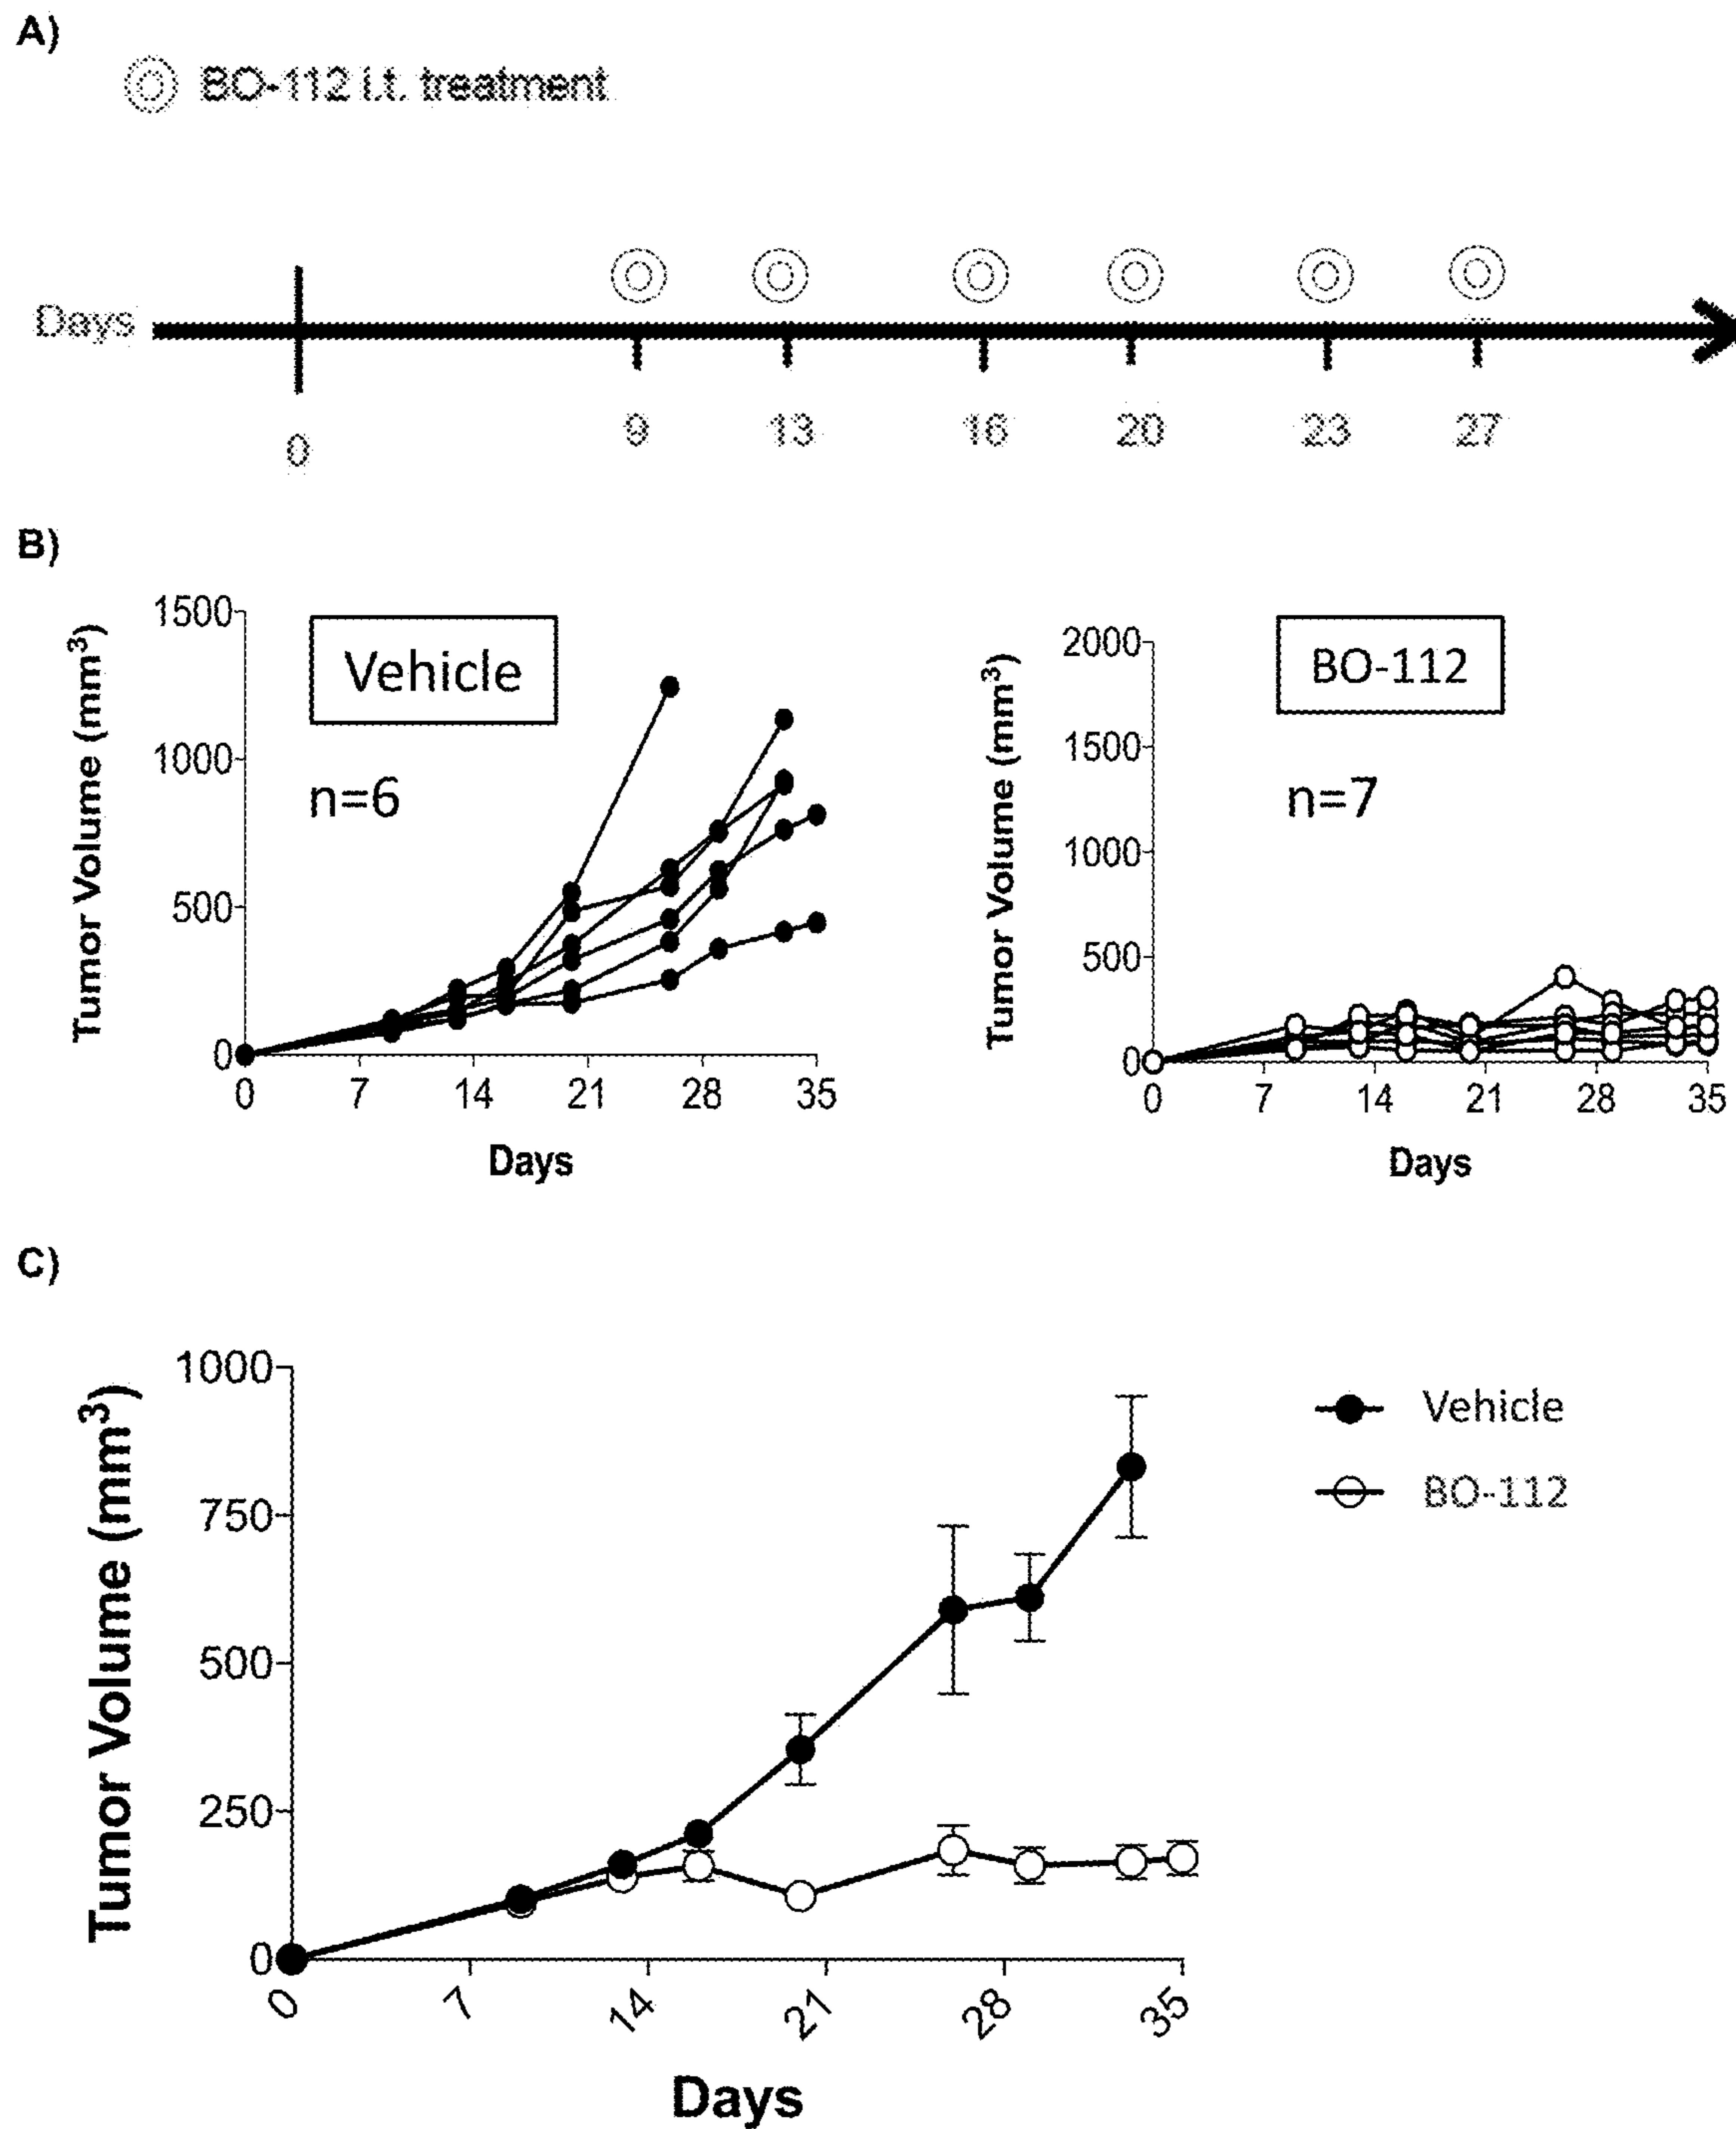 A)
BO-112 i.t. treatment
Days
0 9 13 16 20 23 27
B)
Tumor Volume (mm³)
1500
1000
500
0
Vehicle
n=6
0 7 14 21 28 35
Days
Tumor Volume (mm³)
2000
1500
1000
500
0
BO-112
n=7
0 7 14 21 28 35
Days
C)
Tumor Volume (mm³)
1000
750
500
250
0
0 7 14 21 28 35
Days
Vehicle
BO-112